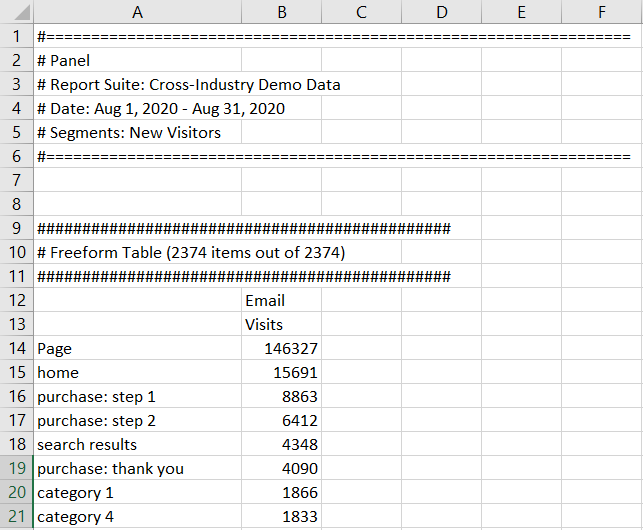 A B C D E F
1 #=================================================================
2 # Panel
3 # Report Suite: Cross-Industry Demo Data
4 # Date: Aug 1, 2020 - Aug 31, 2020
5 # Segments: New Visitors
6 #=================================================================
7
8
9 ##############################################
10 # Freeform Table (2374 items out of 2374)
11 ##############################################
12 Email
13 Visits
14 Page 146327
15 home 15691
16 purchase: step 1 8863
17 purchase: step 2 6412
18 search results 4348
19 purchase: thank you 4090
20 category 1 1866
21 category 4 1833